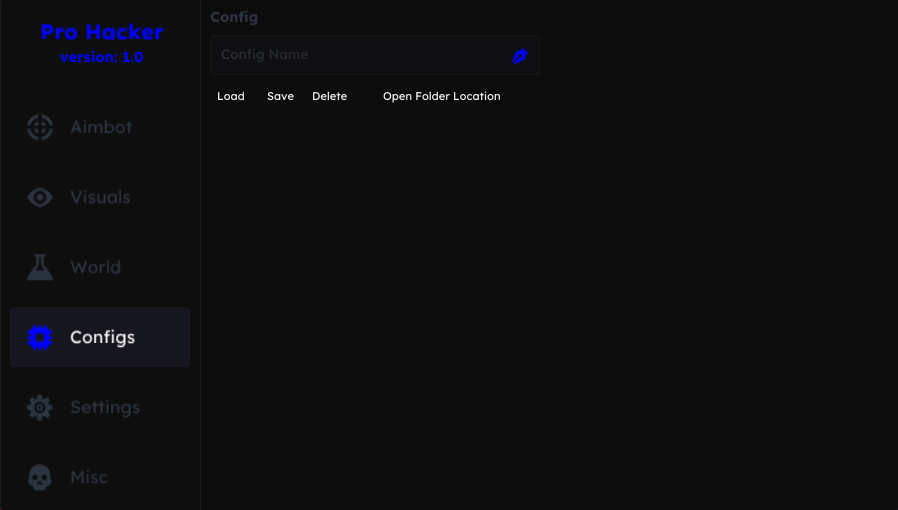 Pro Hacker
version: 1.0
Aimbot
Visuals
World
Configs
Settings
Misc
Config
Config Name
Load Save Delete Open Folder Location